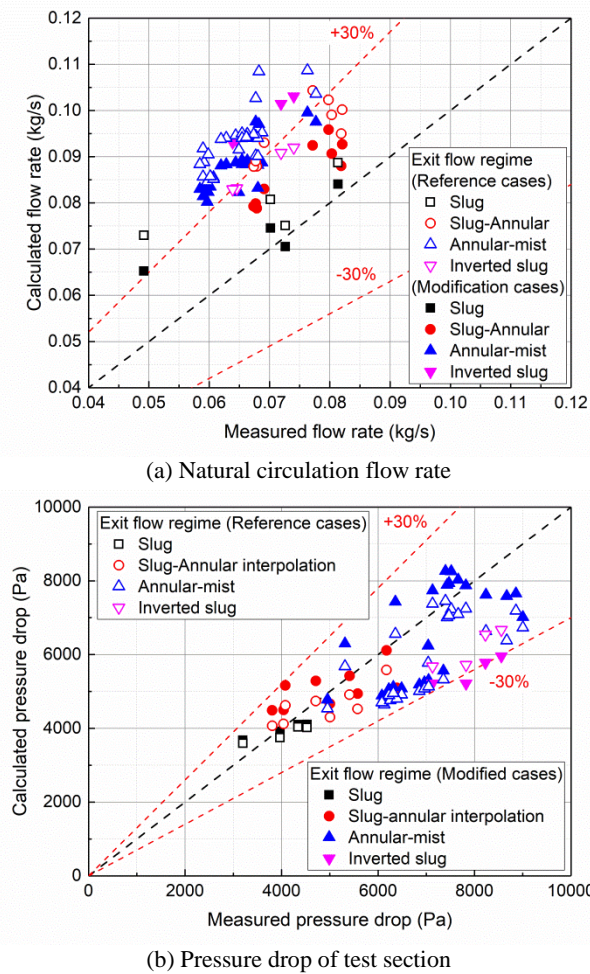 0.12
0.11
0.10
0.09
0.08
0.07
0.06
0.05
0.04
Calculated flow rate (kg/s)
+30%
-30%
Exit flow regime
(Reference cases)
Slug
Slug-Annular
Annular-mist
Inverted slug
(Modification cases)
Slug
Slug-Annular
Annular-mist
Inverted slug
0.04 0.05 0.06 0.07 0.08 0.09 0.10 0.11 0.12
Measured flow rate (kg/s)
(a) Natural circulation flow rate
10000
8000
6000
4000
2000
0
Calculated pressure drop (Pa)
Exit flow regime (Reference cases)
Slug
Slug-Annular interpolation
Annular-mist
Inverted slug
+30%
-30%
Exit flow regime (Modified cases)
Slug
Slug-annular interpolation
Annular-mist
Inverted slug
0 2000 4000 6000 8000 10000
Measured pressure drop (Pa)
(b) Pressure drop of test section